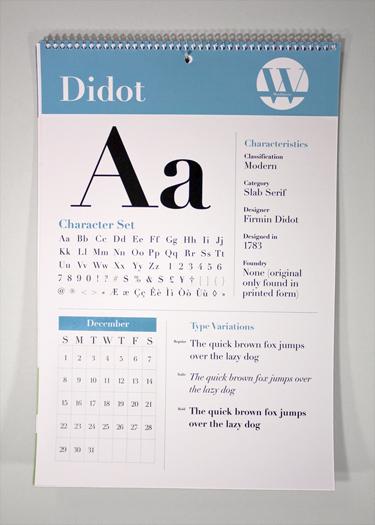 Didot
W
Aa
Character Set
Aa Bb Cc Dd Ee Ff Gg Hh Ii Jj
Kk Ll Mm Nn Oo Pp Qq Rr Ss Tt
Uu Vv Ww Xx Yy Zz 1 2 3 4 5 6
7 8 9 0 ! ? # S % & $ £ ¥ † [ ] { }
@ ® < > * Æ æ Çç Êê Ìì Òò Ûü ◊ •
Characteristics
Classification
Modern
Category
Slab Serif
Designer
Firmin Didot
Designed in
1783
Foundry
None (original
only found in
printed form)
December
S M T W T F S
1 2 3 4 5 6 7
8 9 10 11 12 13 14
15 16 17 18 19 20 21
22 23 24 25 26 27 28
29 30 31
Type Variations
Regular
The quick brown fox jumps
over the lazy dog
Italic
The quick brown fox jumps over
the lazy dog
Bold
The quick brown fox jumps
over the lazy dog